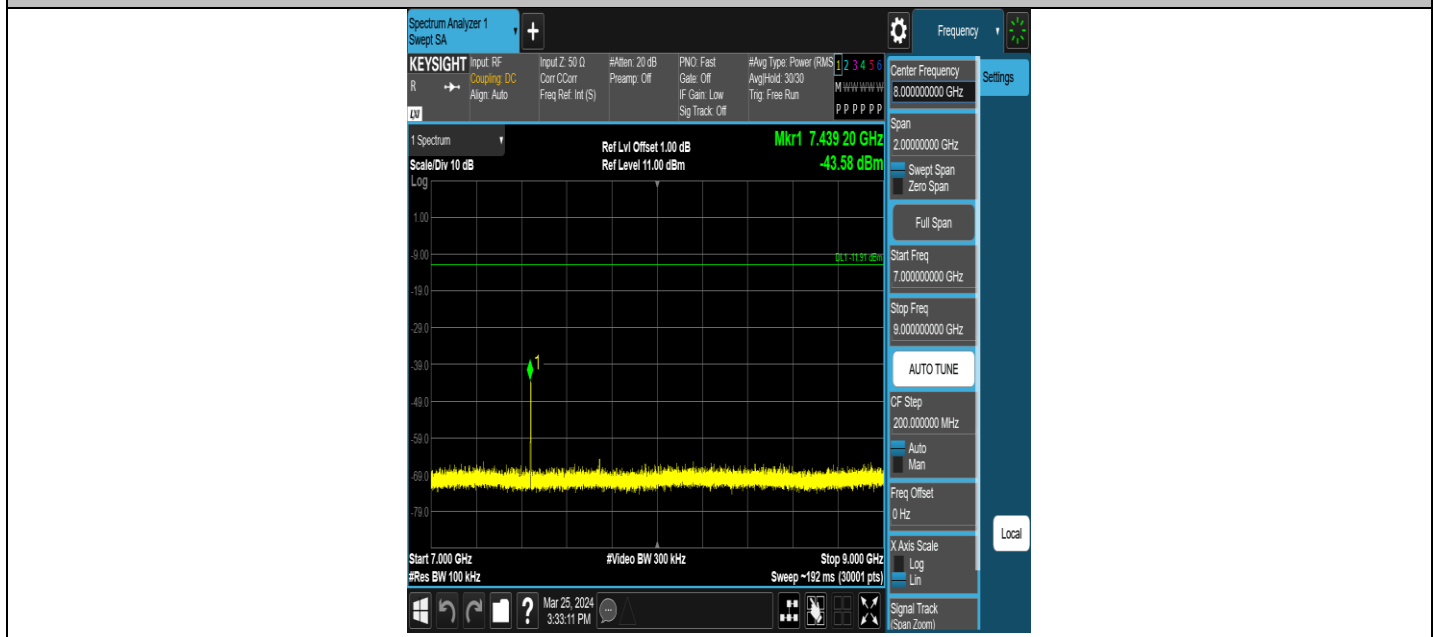 Spectrum Analyzer 1
Swept SA
+
Frequency
KEYSIGHT
R
LXI
Input: RF
Coupling: DC
Align: Auto
Input Z: 50 Ω
Corr CCorr
Freq Ref: Int (S)
#Atten: 20 dB
Preamp: Off
PNO: Fast
Gate: Off
IF Gain: Low
Sig Track: Off
#Avg Type: Power (RMS
Avg|Hold: 30/30
Trig: Free Run
1 2 3 4 5 6
M W W W W W
P P P P P P
1 Spectrum
Scale/Div 10 dB
Log
Ref Lvl Offset 1.00 dB
Ref Level 11.00 dBm
Mkr1 7.439 20 GHz
-43.58 dBm
1.00
-9.00
DL1 -11.91 dBm
-19.0
-29.0
-39.0
1
-49.0
-59.0
-69.0
-79.0
Start 7.000 GHz
#Res BW 100 kHz
#Video BW 300 kHz
Stop 9.000 GHz
Sweep ~192 ms (30001 pts)
Mar 25, 2024
3:33:11 PM
?
Center Frequency
8.000000000 GHz
Settings
Span
2.00000000 GHz
Swept Span
Zero Span
Full Span
Start Freq
7.000000000 GHz
Stop Freq
9.000000000 GHz
AUTO TUNE
CF Step
200.000000 MHz
Auto
Man
Freq Offset
0 Hz
X Axis Scale
Log
Lin
Signal Track
(Span Zoom)
Local